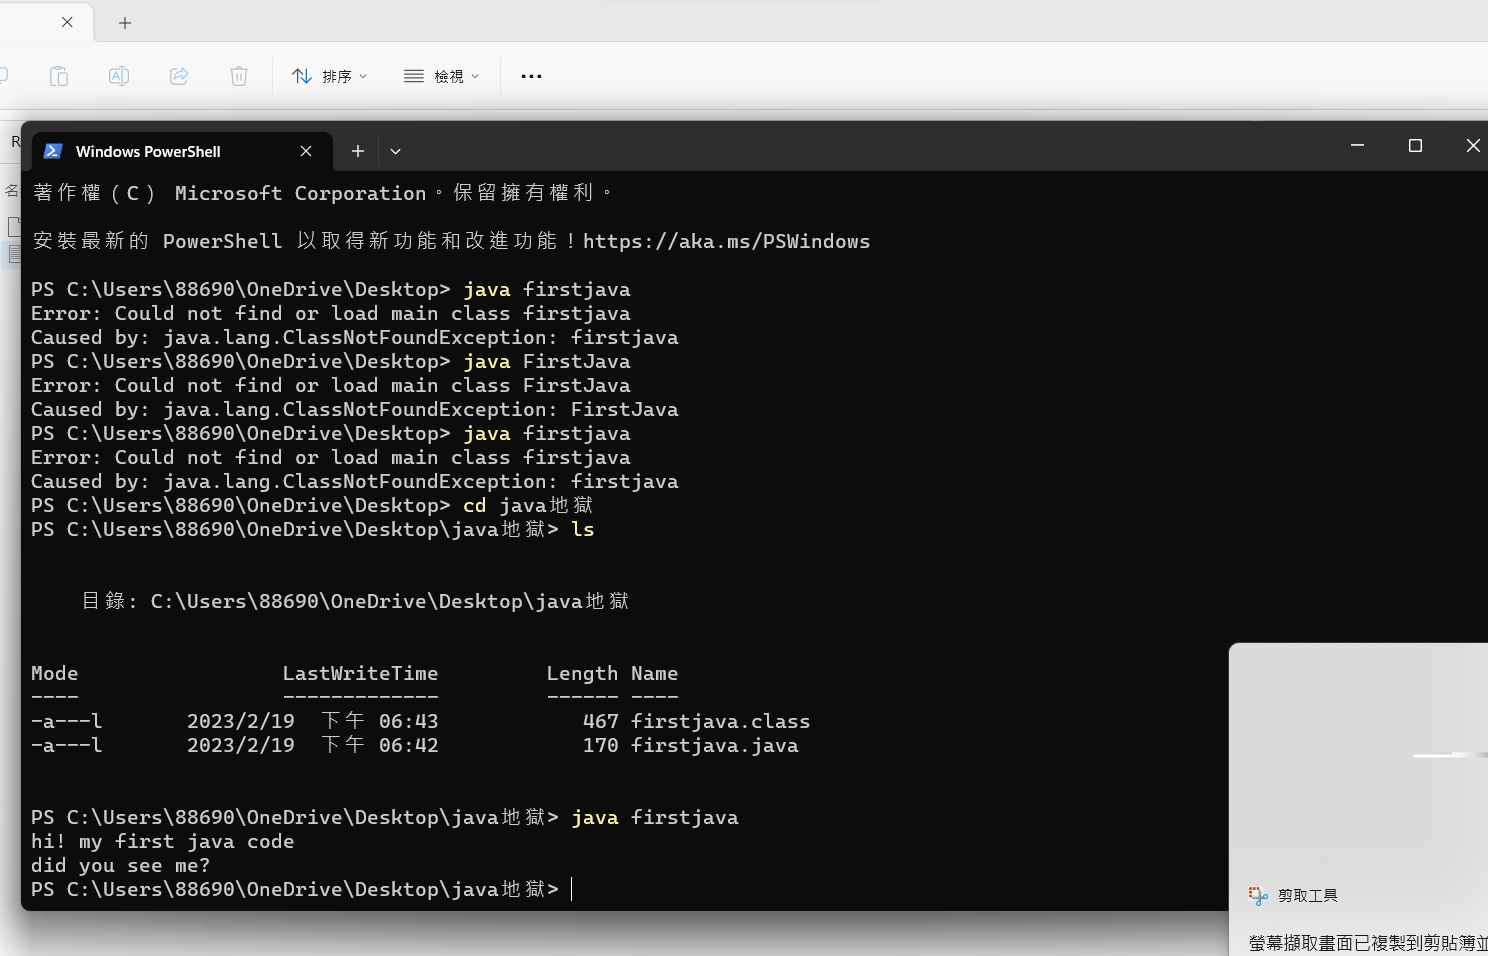 排序
檢視
R
名
Windows PowerShell
著作權 (C) Microsoft Corporation。保留擁有權利。
安裝最新的 PowerShell 以取得新功能和改進功能！https://aka.ms/PSWindows
PS C:\Users\88690\OneDrive\Desktop> java firstjava
Error: Could not find or load main class firstjava
Caused by: java.lang.ClassNotFoundException: firstjava
PS C:\Users\88690\OneDrive\Desktop> java FirstJava
Error: Could not find or load main class FirstJava
Caused by: java.lang.ClassNotFoundException: FirstJava
PS C:\Users\88690\OneDrive\Desktop> java firstjava
Error: Could not find or load main class firstjava
Caused by: java.lang.ClassNotFoundException: firstjava
PS C:\Users\88690\OneDrive\Desktop> cd java地獄
PS C:\Users\88690\OneDrive\Desktop\java地獄> ls
目錄: C:\Users\88690\OneDrive\Desktop\java地獄
Mode LastWriteTime Length Name
---- ------------- ------ ----
-a---l 2023/2/19 下午 06:43 467 firstjava.class
-a---l 2023/2/19 下午 06:42 170 firstjava.java
PS C:\Users\88690\OneDrive\Desktop\java地獄> java firstjava
hi! my first java code
did you see me?
PS C:\Users\88690\OneDrive\Desktop\java地獄>
剪取工具
螢幕擷取畫面已複製到剪貼簿並